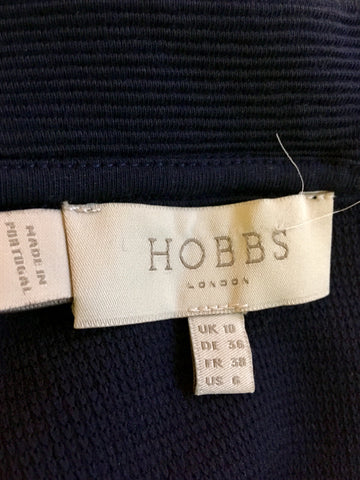 HOBBS
LONDON
MADE IN
PORTUGAL
UK 10
DE 36
FR 38
US 6